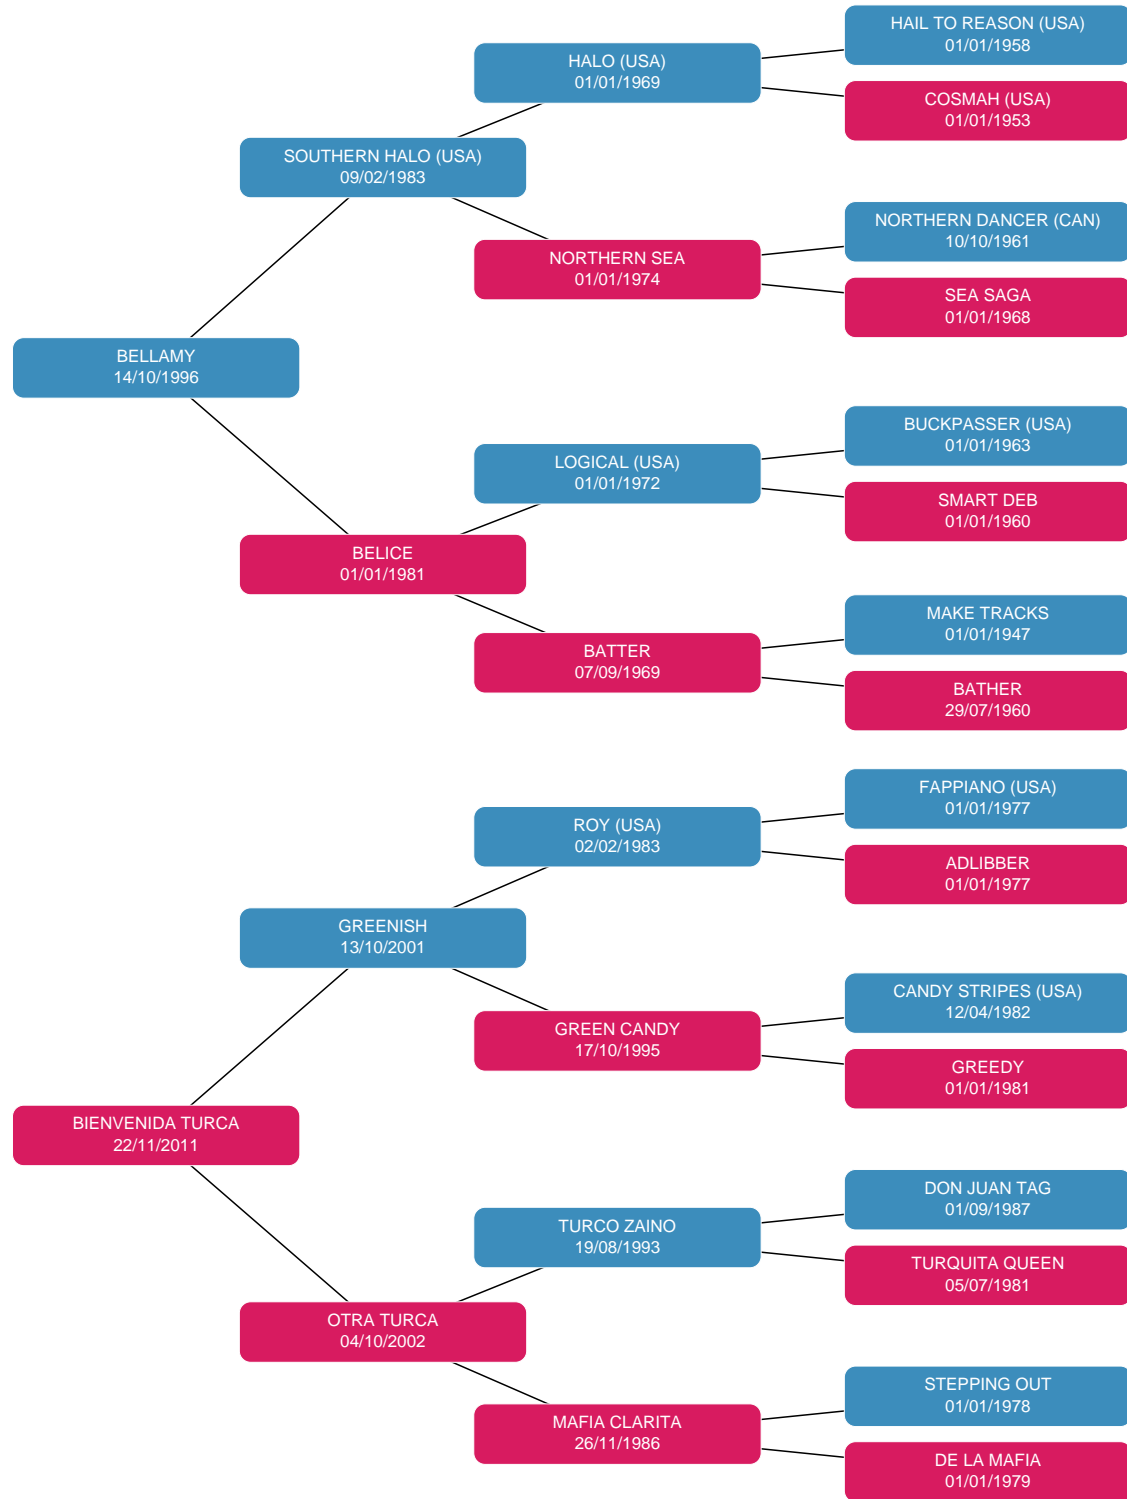 HAIL TO REASON (USA)
01/01/1958
HALO (USA)
01/01/1969
COSMAH (USA)
01/01/1953
SOUTHERN HALO (USA)
09/02/1983
NORTHERN DANCER (CAN)
10/10/1961
NORTHERN SEA
01/01/1974
SEA SAGA
01/01/1968
BELLAMY
14/10/1996
BUCKPASSER (USA)
01/01/1963
LOGICAL (USA)
01/01/1972
SMART DEB
01/01/1960
BELICE
01/01/1981
MAKE TRACKS
01/01/1947
BATTER
07/09/1969
BATHER
29/07/1960
FAPPIANO (USA)
01/01/1977
ROY (USA)
02/02/1983
ADLIBBER
01/01/1977
GREENISH
13/10/2001
CANDY STRIPES (USA)
12/04/1982
GREEN CANDY
17/10/1995
GREEDY
01/01/1981
BIENVENIDA TURCA
22/11/2011
DON JUAN TAG
01/09/1987
TURCO ZAINO
19/08/1993
TURQUITA QUEEN
05/07/1981
OTRA TURCA
04/10/2002
STEPPING OUT
01/01/1978
MAFIA CLARITA
26/11/1986
DE LA MAFIA
01/01/1979